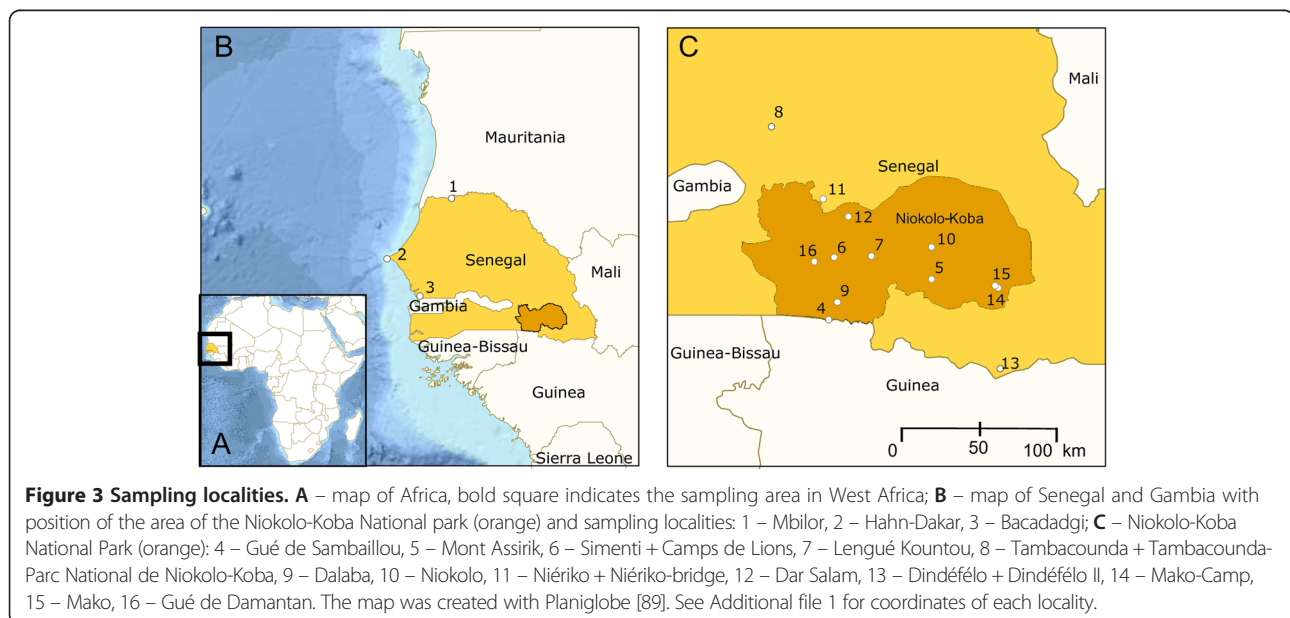 B
Mauritania
1
2
Senegal
Mali
3
Gambia
Guinea-Bissau
Guinea
Sierra Leone
A
C
Mali
8
Senegal
Gambia
11
12
Niokolo-Koba
16
6
7
10
5
15
14
9
4
13
Guinea-Bissau
Guinea
0 50 100 km
Figure 3 Sampling localities. A – map of Africa, bold square indicates the sampling area in West Africa; B – map of Senegal and Gambia with
position of the area of the Niokolo-Koba National park (orange) and sampling localities: 1 – Mbilor, 2 – Hahn-Dakar, 3 – Bacadadgi; C – Niokolo-Koba
National Park (orange): 4 – Gué de Sambaillou, 5 – Mont Assirik, 6 – Simenti + Camps de Lions, 7 – Lengué Kountou, 8 – Tambacounda + Tambacounda-
Parc National de Niokolo-Koba, 9 – Dalaba, 10 – Niokolo, 11 – Niériko + Niériko-bridge, 12 – Dar Salam, 13 – Dindéfélo + Dindéfélo II, 14 – Mako-Camp,
15 – Mako, 16 – Gué de Damantan. The map was created with Planiglobe [89]. See Additional file 1 for coordinates of each locality.